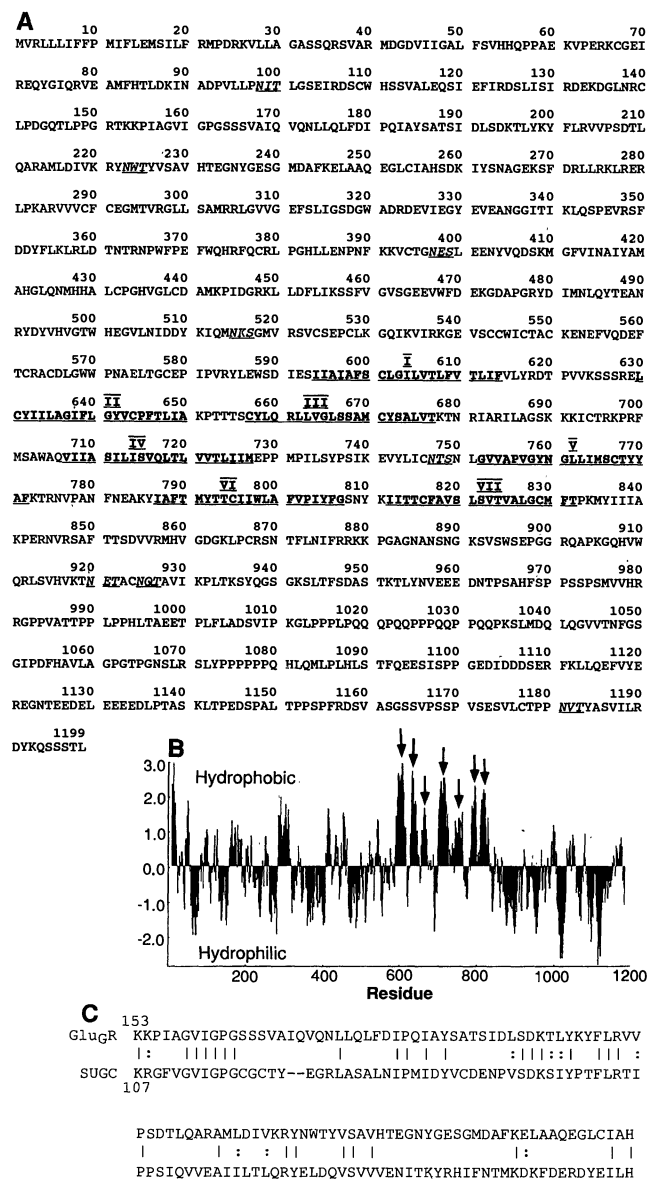 A
10 20 30 40 50 60 70
MVRLLLIFFP MIFLEMSILP RMPDRKVLLA GASSQRSVAR MDGDVIIGAL FSVHHQPPAE KVPERKCGEI
80 90 100 110 120 130 140
REQYGIQRVE AMFHTLDKIN ADPVLLPNIT LGSEIRDSCW HSSVALEQSI EFIRDSLISI RDEKDGLNRC
150 160 170 180 190 200 210
LPDGQTLPPG RTKKPIAGVI GPGSSSVAIQ VQNLLQLFDI PQIAYSATSI DLSDKTLYKY FLRVVPSDTL
220 230 240 250 260 270 280
QARAMLDIVK RYNWTYVSAV HTEGNYGESG MDAFKELAAQ EGLCIAHSDK IYSNAGEKSF DRLLRKLRER
290 300 310 320 330 340 350
LPKARVVVCF CEGMTVRGLL SAMRRLGVVG EFSLIGSDGW ADRDEVIEGY EVEANGGITI KLQSPEVRSF
360 370 380 390 400 410 420
DDYFLKLRLD TNTRNPWFPE FWQHRFQCRL PGHLLENPNF KKVCTGNESL EENYVQDSKM GFVINAIYAM
430 440 450 460 470 480 490
AHGLQNMHHA LCPGHVGLCD AMKPIDGRKL LDFLIKSSFV GVSGEEVWFD EKGDAPGRYD IMNLQYTEAN
500 510 520 530 540 550 560
RYDYVHVGTW HEGVLNIDDY KIQMNKSGMV RSVCSEPCLK GQIKVIRKGE VSCCWICTAC KENEFVQDEF
570 580 590 600 I 610 620 630
TCRACDLGWW PNAELTGCEP IPVRYLEWSD IESIIAIAFS CLGILVTLFV TLIFVLYRDT PVVKSSSREL
640 II 650 660 III 670 680 690 700
CYIILAGIFL GYVCPFTLIA KPTTTSCYLQ RLLVGLSSAM CYSALVTKTN RIARILAGSK KKICTRKPRF
710 IV 720 730 740 750 760 V 770
MSAWAQVIIA SILISVQLTL VVTLIIMEPP MPILSYPSIK EVYLICNTSN LGVVAPVGYN GLLIMSCTYY
780 790 VI 800 810 820 VII 830 840
AFKTRNVPAN FNEAKYIAFT MYTTCIIWLA FVPIYFGSNY KIITTCFAVS LSVTVALGCM FTPKMYIIIA
850 860 870 880 890 900 910
KPERNVRSAF TTSDVVRMHV GDGKLPCRSN TFLNIFRRKK PGAGNANSNG KSVSWSEPGG RQAPKGQHVW
920 930 940 950 960 970 980
QRLSVHVKTN ETACNGTAVI KPLTKSYQGS GKSLTFSDAS TKTLYNVEEE DNTPSAHFSP PSSPSMVVHR
990 1000 1010 1020 1030 1040 1050
RGPPVATTPP LPPHLTAEET PLFLADSVIP KGLPPPLPQQ QPQQPPPQQP PQQPKSLMDQ LQGVVTNFGS
1060 1070 1080 1090 1100 1110 1120
GIPDFHAVLA GPGTPGNSLR SLYPPPPPPQ HLQMLPLHLS TFQEESISPP GEDIDDDSER FKLLQEFVYE
1130 1140 1150 1160 1170 1180 1190
REGNTEEDEL EEEEDLPTAS KLTPEDSPAL TPPSPFRDSV ASGSSVPSSP VSESVLCTPP NVTYASVILR
1199
DYKQSSSTL
B
3.0
Hydrophobic
2.0
1.0
0.0
-1.0
-2.0
Hydrophilic
200 400 600 800 1000 1200
Residue
C
153
GluGR KKPIAGVIGPGSSSVAIQVQNLLQLFDIPQIAYSATSIDLSDKTLYKYFLRVV
SUGC KRGFVGVIGPGCGCTY--EGRLASALNIPMIDYVCDENPVSDKSIYPTFLRTI
107
PSDTLQARAMLDIVKRYNWTYVSAVHTEGNYGESGMDAFKELAAQEGLCIAH
PPSIQVVEAIILTLQRYELDQVSVVVENITKYRHIFNTMKDKFDERDYEILH